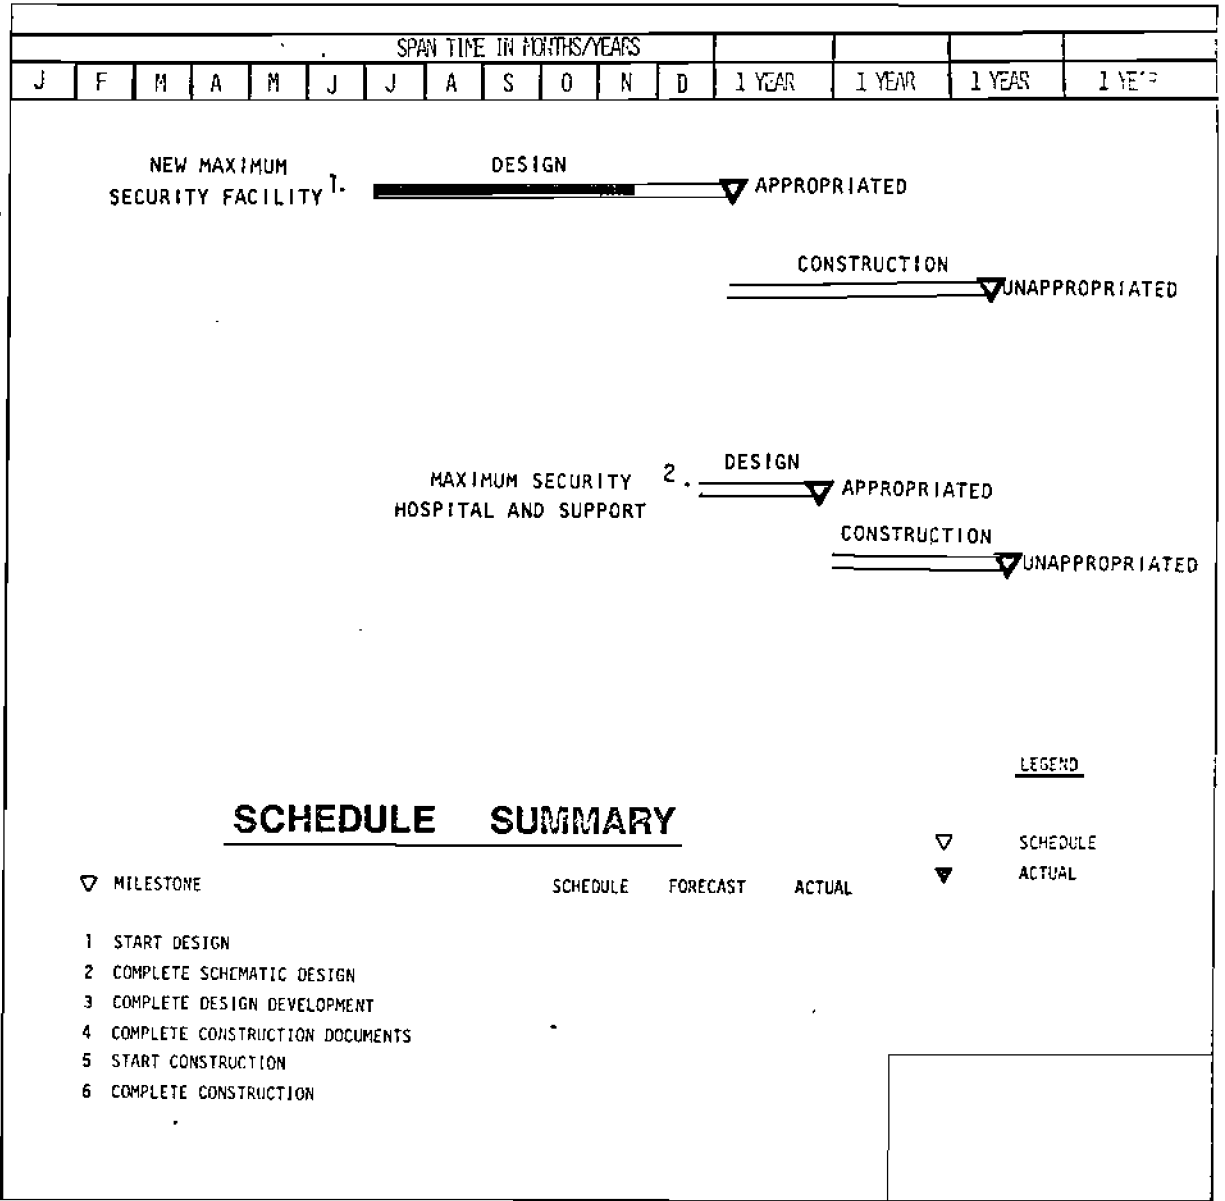 SPAN TIME IN MONTHS/YEARS
J F M A M J J A S O N D 1 YEAR 1 YEAR 1 YEAR 1 YEAR
NEW MAXIMUM
SECURITY FACILITY 1.
DESIGN
APPROPRIATED
CONSTRUCTION
UNAPPROPRIATED
MAXIMUM SECURITY
HOSPITAL AND SUPPORT
2.
DESIGN
APPROPRIATED
CONSTRUCTION
UNAPPROPRIATED
LEGEND
SCHEDULE
ACTUAL
SCHEDULE SUMMARY
MILESTONE SCHEDULE FORECAST ACTUAL
1 START DESIGN
2 COMPLETE SCHEMATIC DESIGN
3 COMPLETE DESIGN DEVELOPMENT
4 COMPLETE CONSTRUCTION DOCUMENTS
5 START CONSTRUCTION
6 COMPLETE CONSTRUCTION